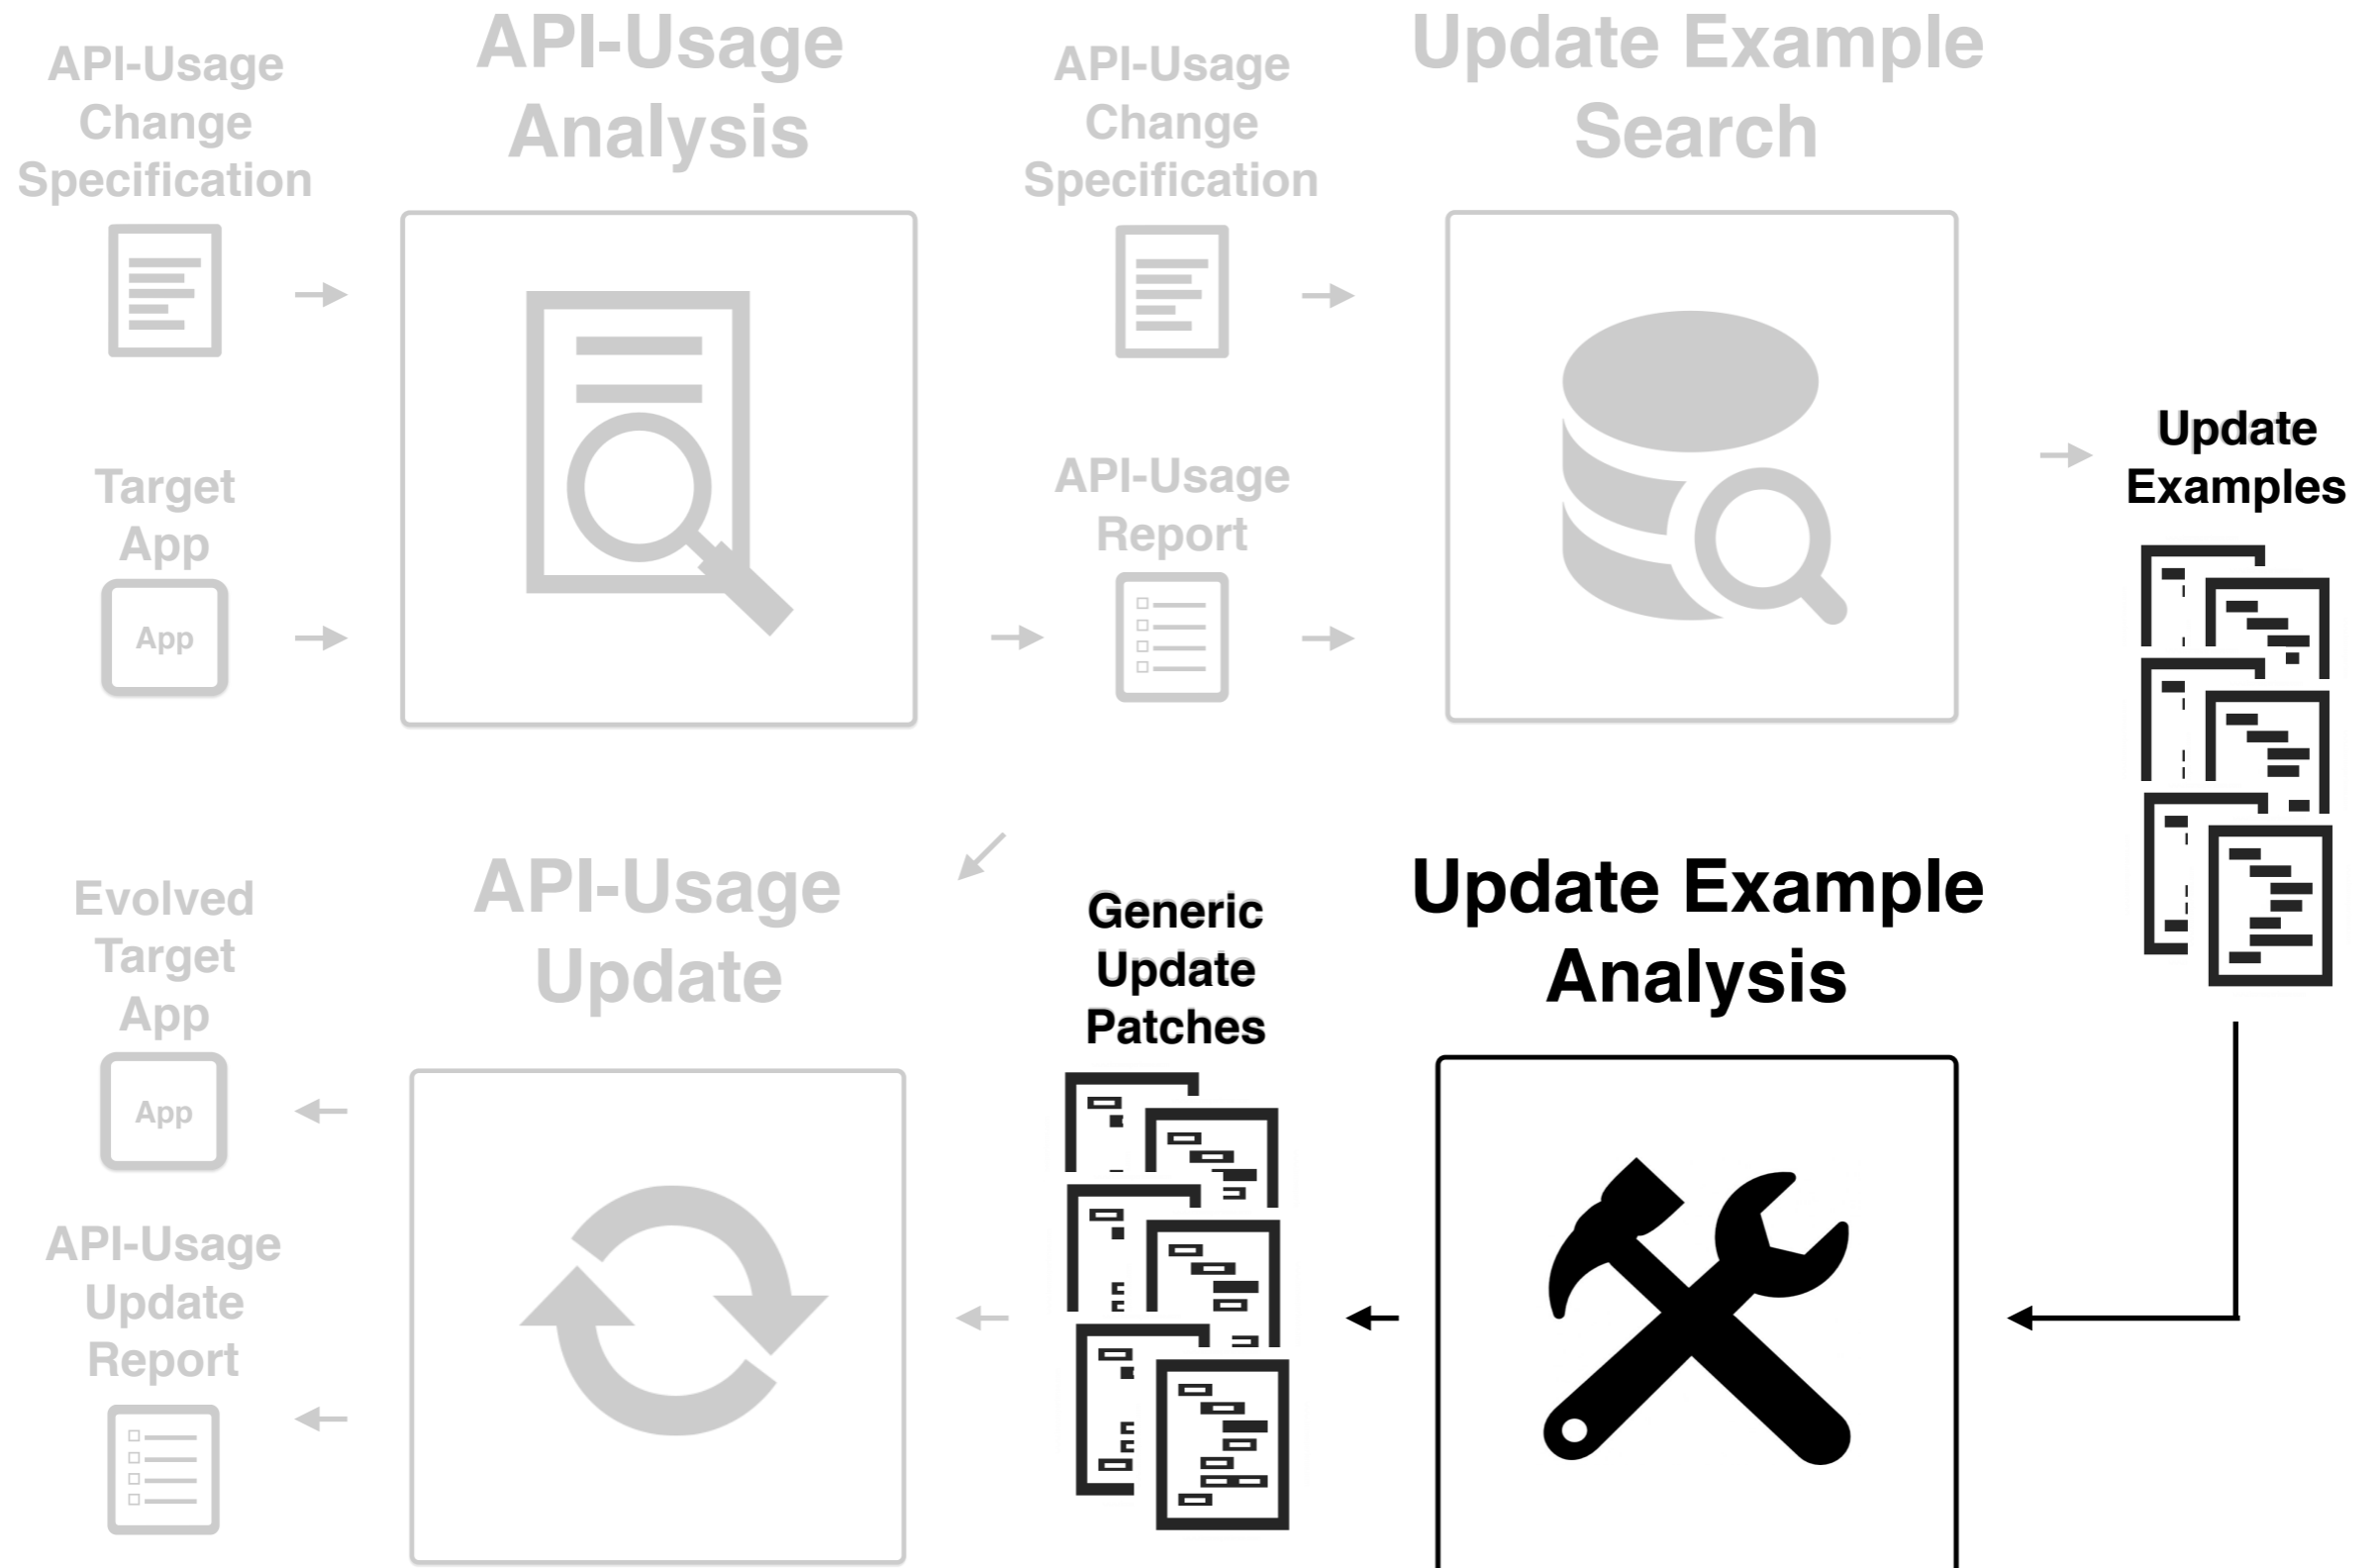 API-Usage
Change
Specification
API-Usage
Analysis
API-Usage
Change
Specification
Update Example
Search
Target
App
App
API-Usage
Report
Update
Examples
Evolved
Target
App
App
API-Usage
Update
Report
API-Usage
Update
Generic
Update
Patches
Update Example
Analysis